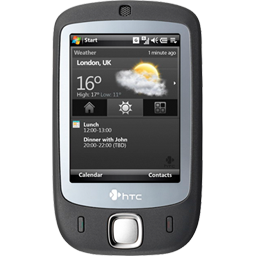 Start
Weather
1 minute ago
London, UK
16°
High: 17° Low: 11°
Lunch
12:00-13:00
Dinner with John
20:00-22:00 (TBD)
Calendar
Contacts
hTC